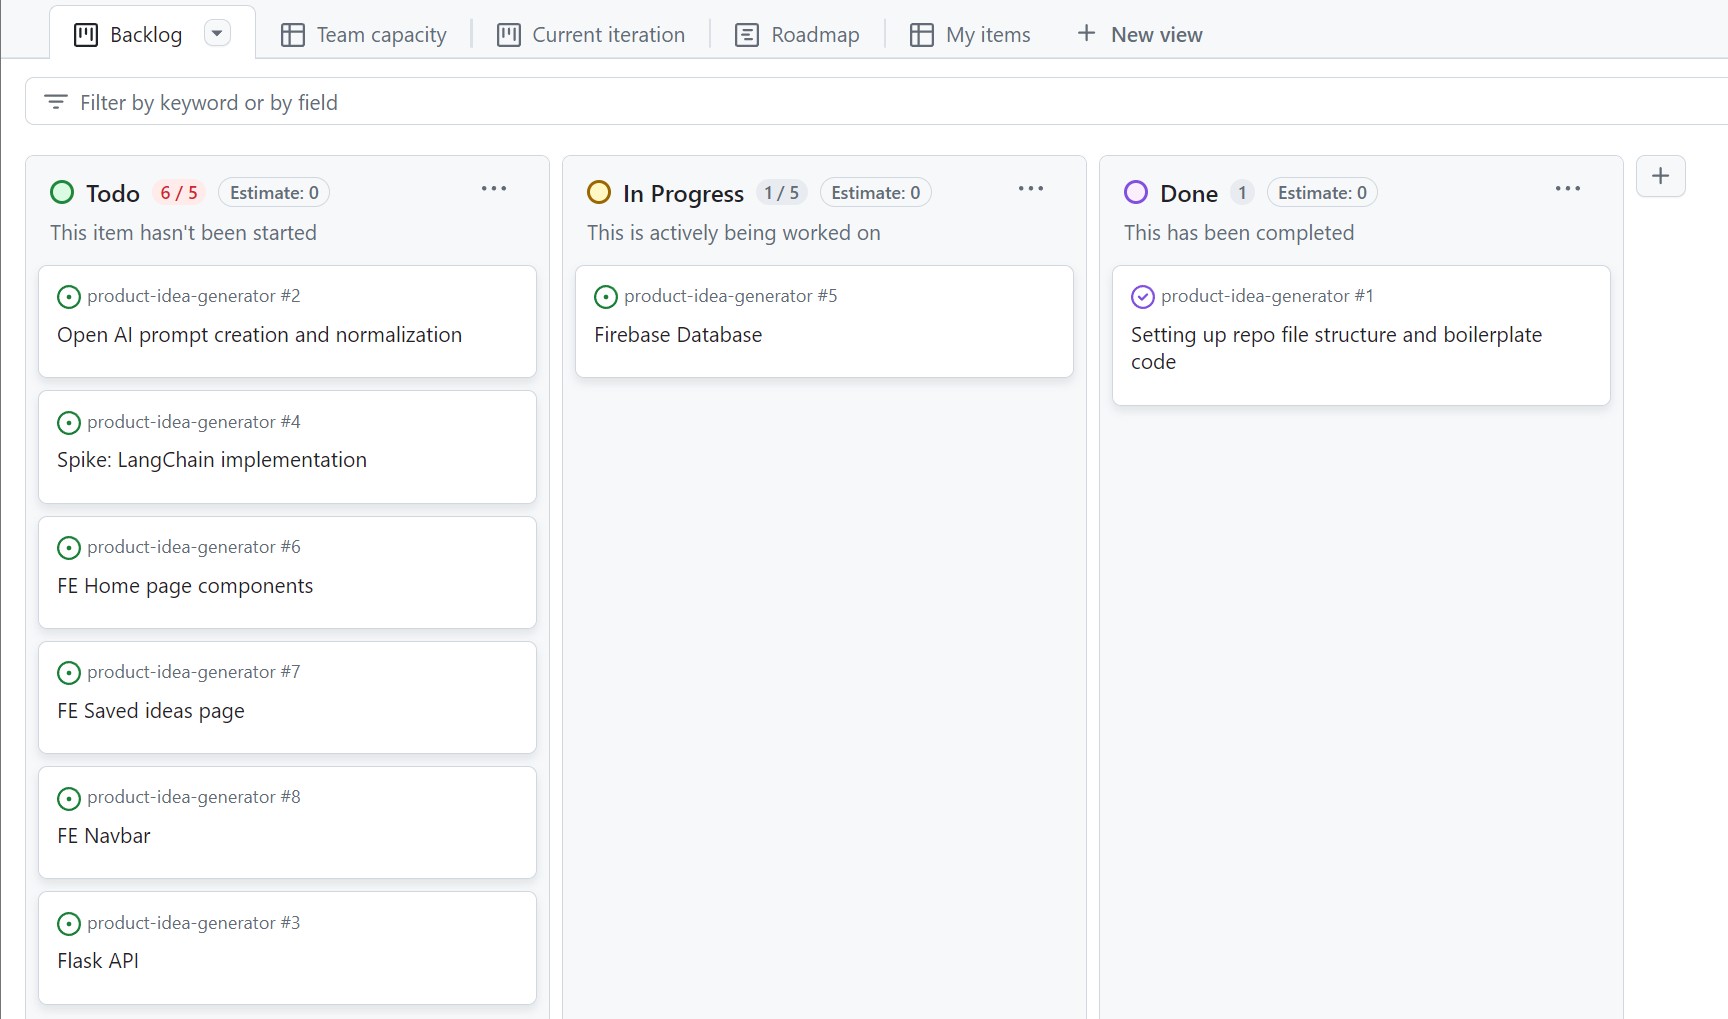 Backlog
Team capacity
Current iteration
Roadmap
My items
New view
Filter by keyword or by field
Todo 6 / 5 Estimate: 0
This item hasn't been started
product-idea-generator #2
Open AI prompt creation and normalization
product-idea-generator #4
Spike: LangChain implementation
product-idea-generator #6
FE Home page components
product-idea-generator #7
FE Saved ideas page
product-idea-generator #8
FE Navbar
product-idea-generator #3
Flask API
In Progress 1 / 5 Estimate: 0
This is actively being worked on
product-idea-generator #5
Firebase Database
Done 1 Estimate: 0
This has been completed
product-idea-generator #1
Setting up repo file structure and boilerplate
code